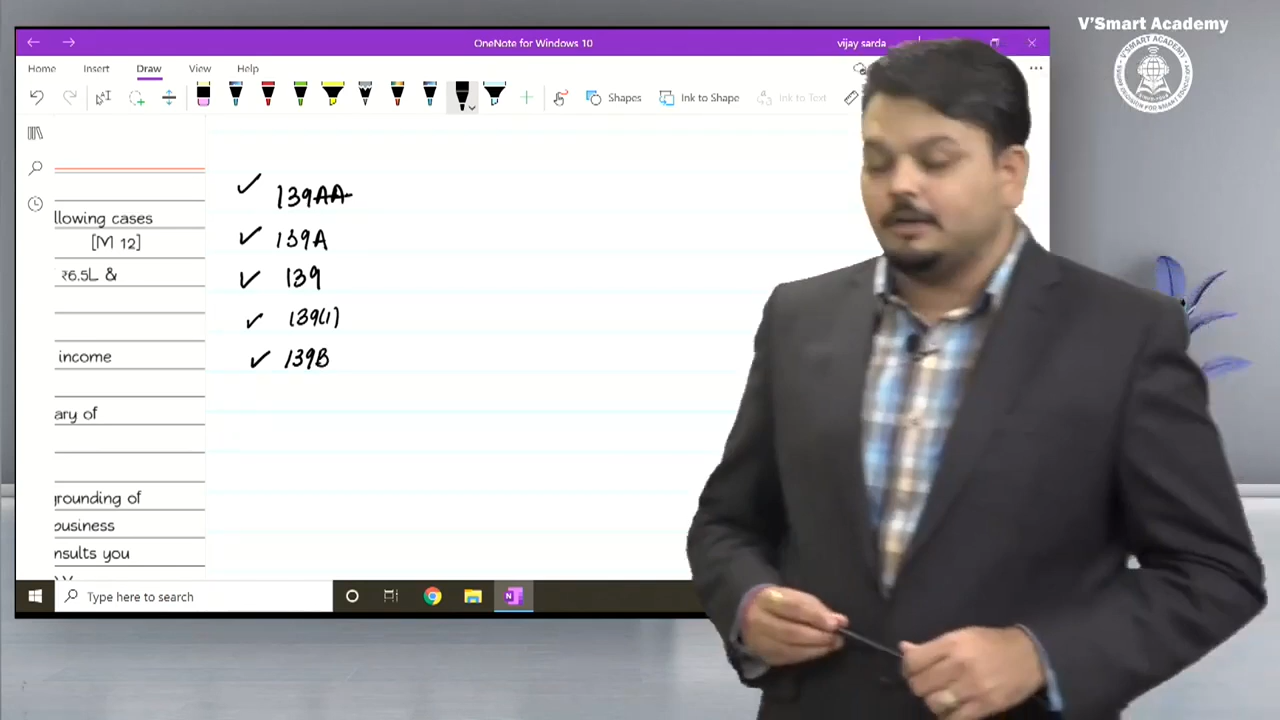 V'Smart Academy
OneNote for Windows 10
vijay sarda
Home Insert Draw View Help
Shapes Ink to Shape Ink to Text
llowing cases
[M 12]
₹6.5L &
income
ary of
grounding of
business
nsults you
✓ 139AA
✓ 139A
✓ 139
✓ 139(1)
✓ 139B
Type here to search